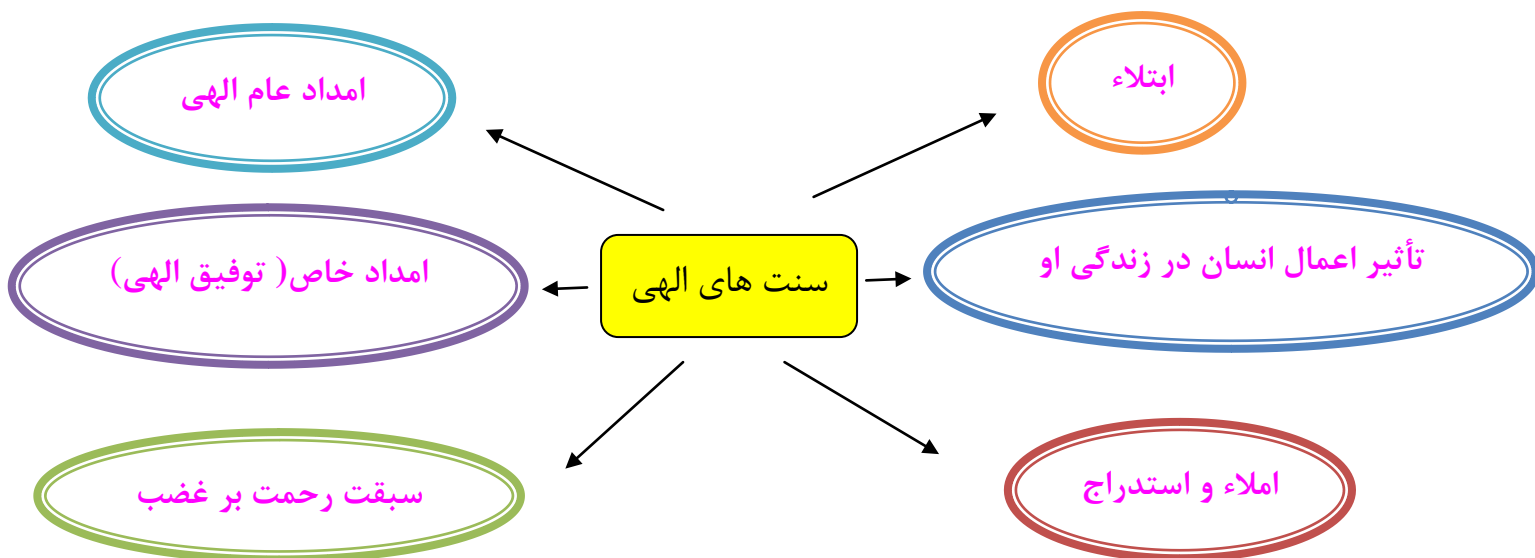 ابتلاء
امداد عام الهی
تأثیر اعمال انسان در زندگی او
سنت های الهی
امداد خاص( توفیق الهی)
املاء و استدراج
سبقت رحمت بر غضب